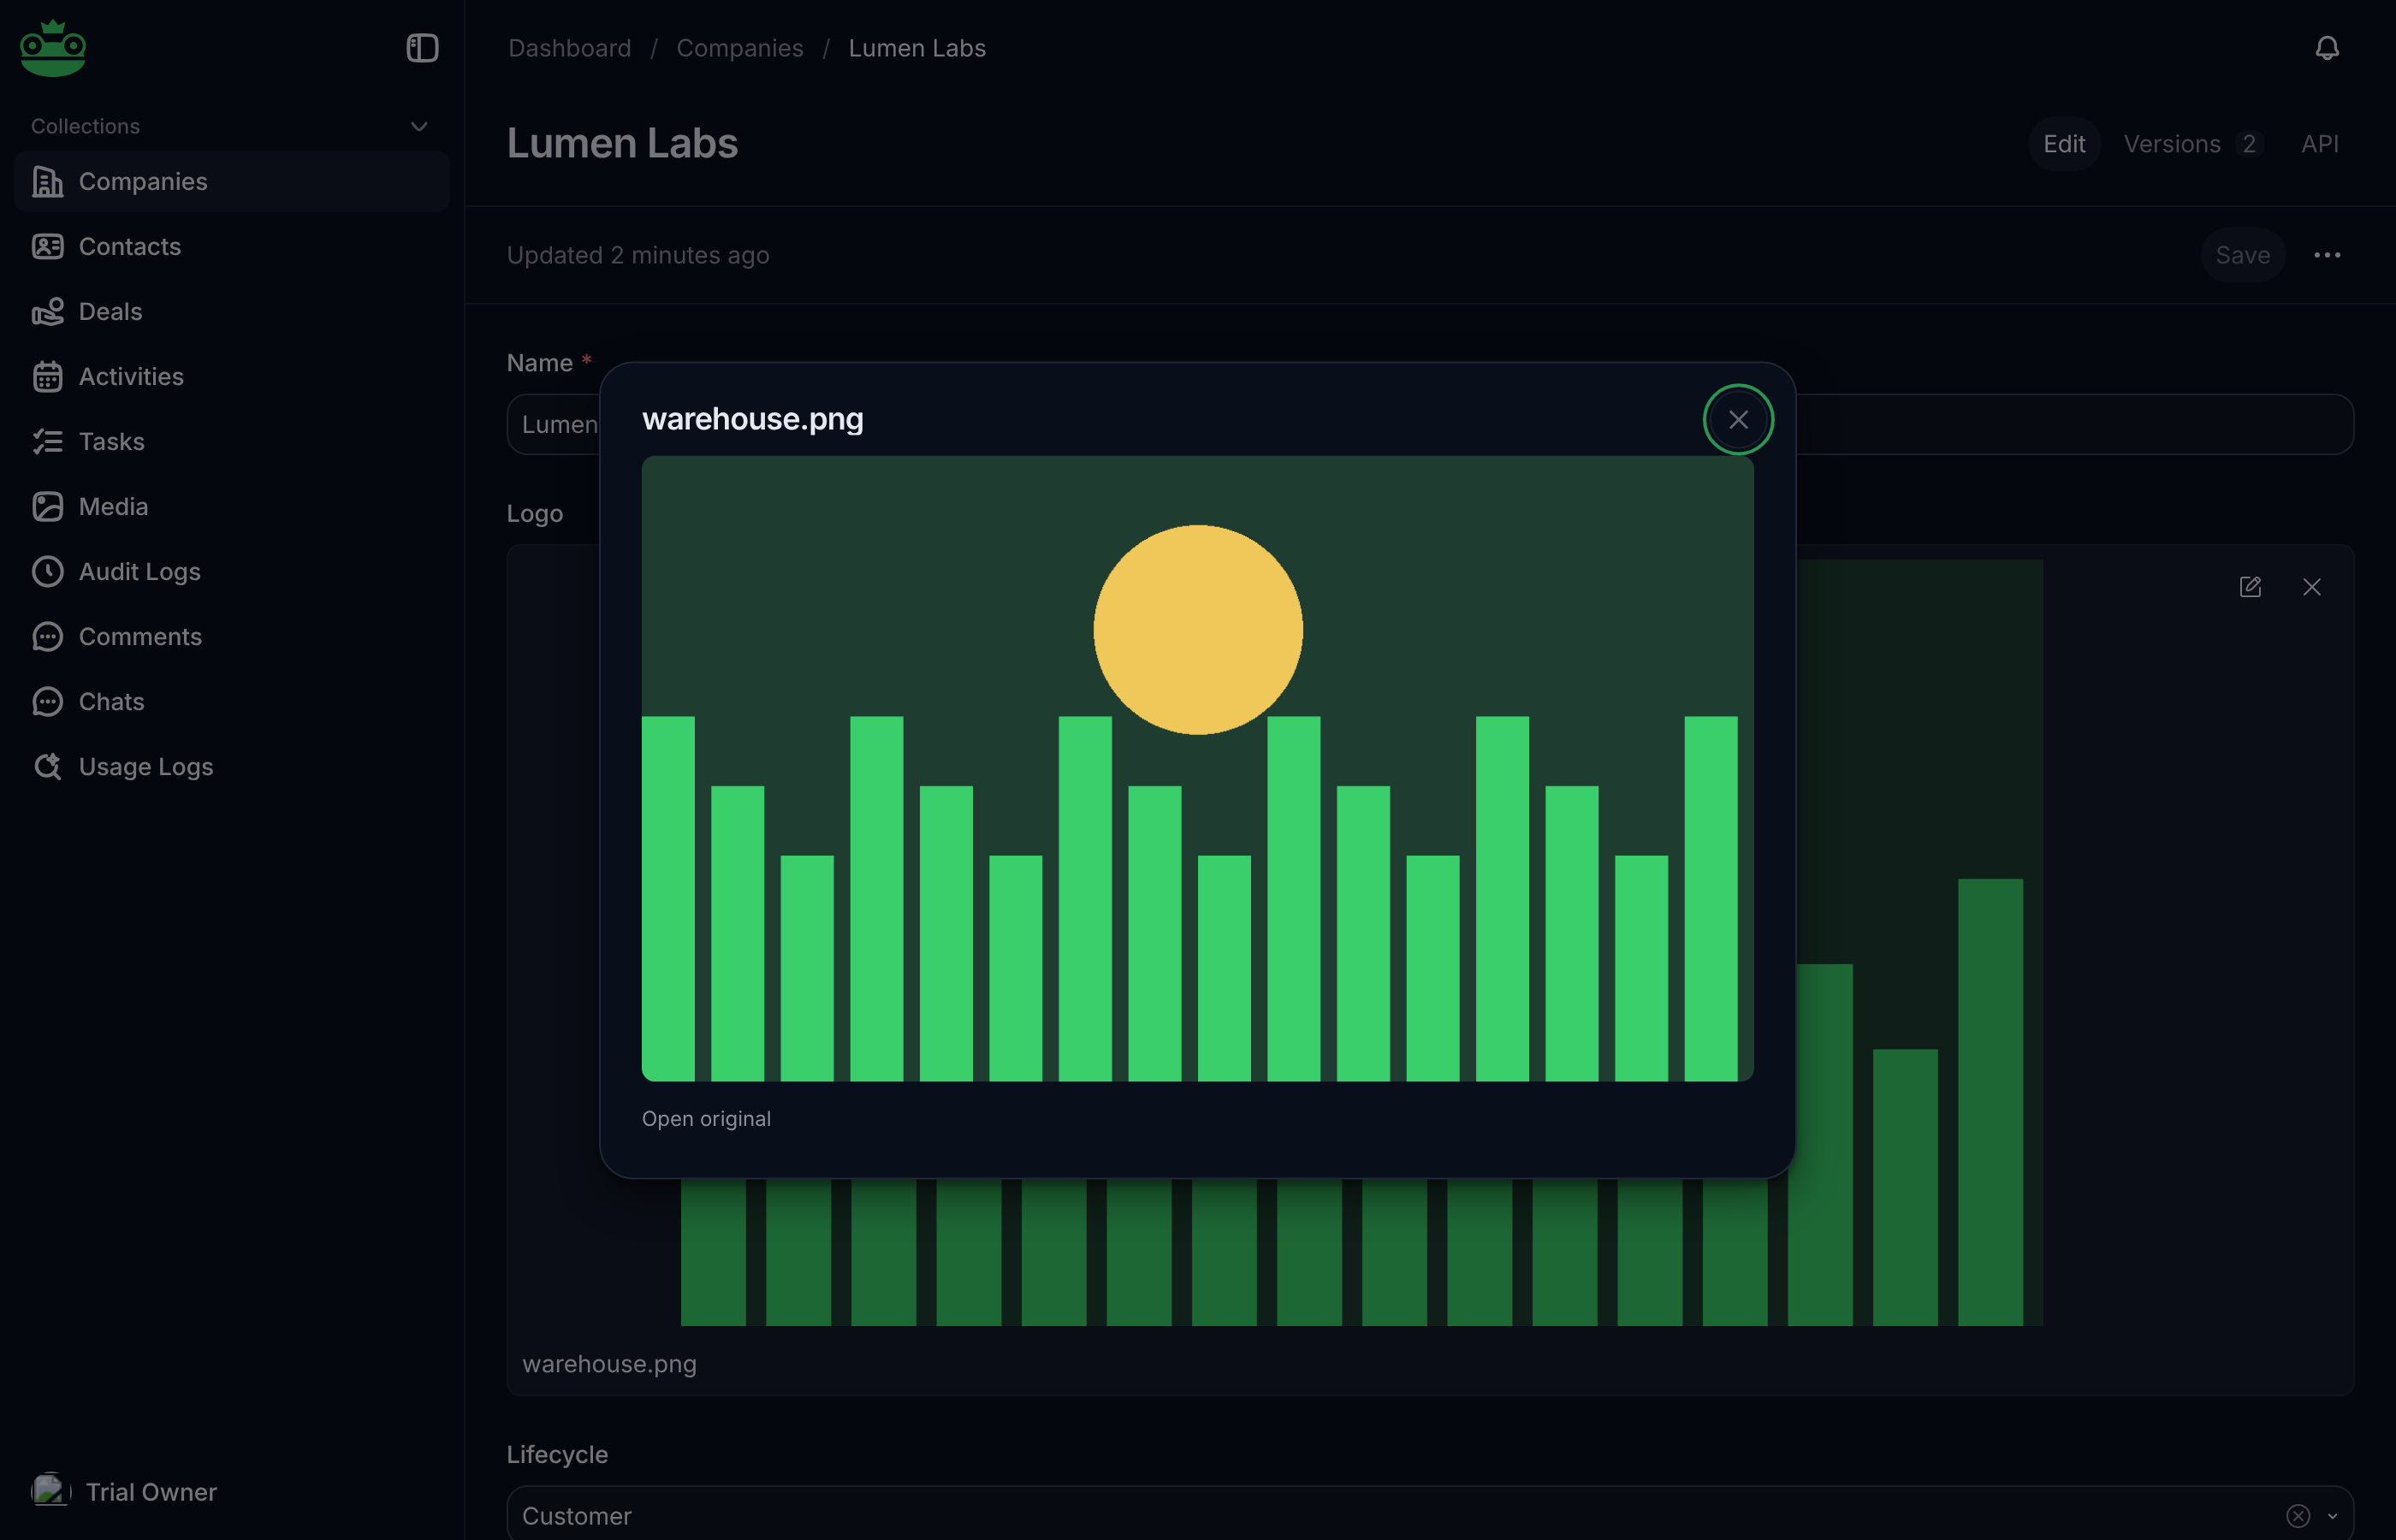 Dashboard / Companies / Lumen Labs
Collections
Companies
Contacts
Deals
Activities
Tasks
Media
Audit Logs
Comments
Chats
Usage Logs
Trial Owner
Lumen Labs
Edit
Versions 2
API
Updated 2 minutes ago
Save
Name *
Lumen
Logo
warehouse.png
Open original
warehouse.png
Lifecycle
Customer